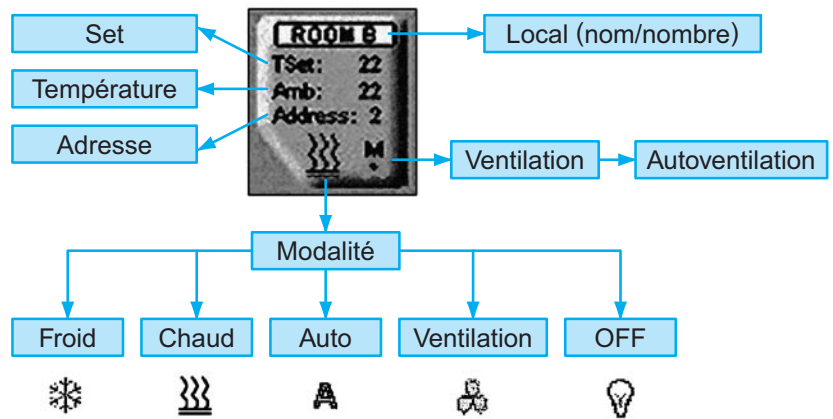 Set
ROOM B
Local (nom/nombre)
TSet: 22
Température
Amb: 22
Address: 2
Adresse
M
Ventilation
Autoventilation
Modalité
Froid
Chaud
Auto
Ventilation
OFF
A